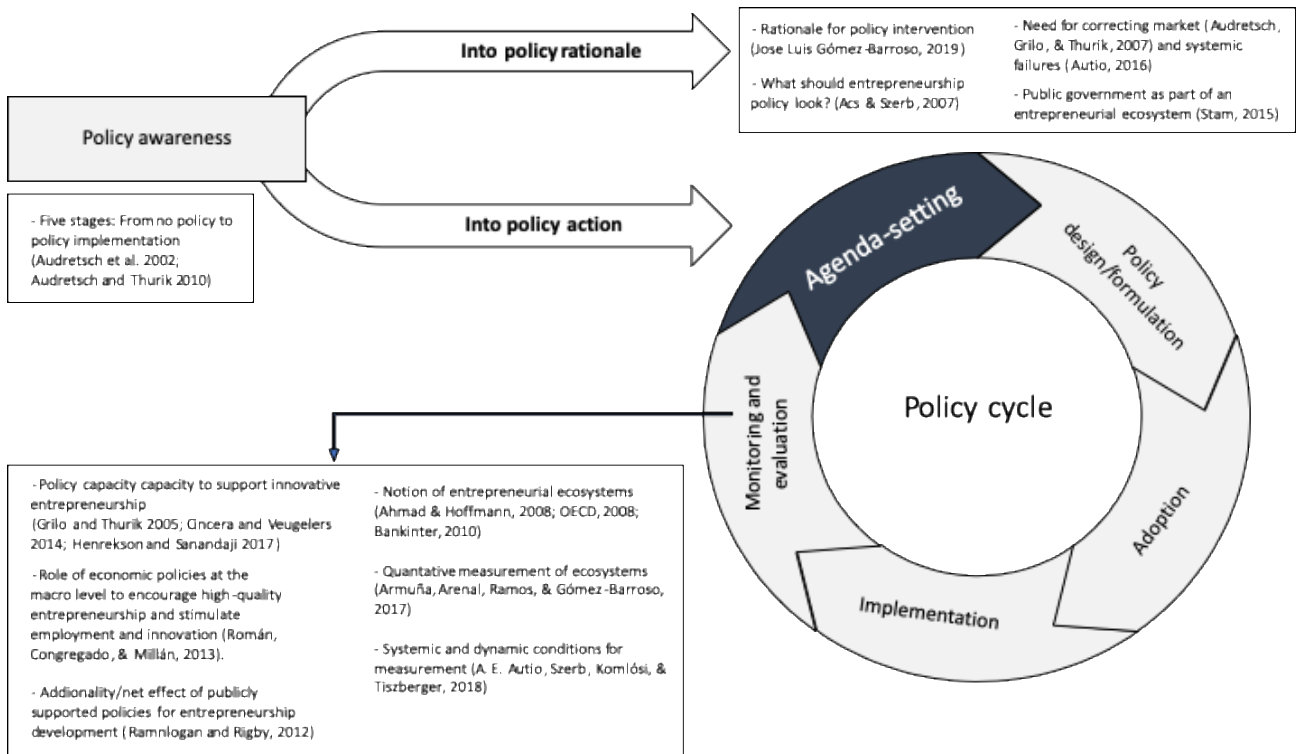 Into policy rationale
- Rationale for policy intervention
(Jose Luis Gómez-Barroso, 2019)
- What should entrepreneurship
policy look? (Acs & Szerb, 2007)
- Need for correcting market (Audretsch,
Grilo, & Thurik, 2007) and systemic
failures (Autio, 2016)
- Public government as part of an
entrepreneurial ecosystem (Stam, 2015)
Policy awareness
- Five stages: From no policy to
policy implementation
(Audretsch et al. 2002;
Audretsch and Thurik 2010)
Into policy action
Agenda-setting
Policy
design/formulation
Adoption
Implementation
Monitoring and
evaluation
Policy cycle
- Policy capacity capacity to support innovative
entrepreneurship
(Grilo and Thurik 2005; Cincera and Veugelers
2014; Henrekson and Sanandaji 2017)
- Role of economic policies at the
macro level to encourage high-quality
entrepreneurship and stimulate
employment and innovation (Román,
Congregado, & Millán, 2013).
- Addionality/net effect of publicly
supported policies for entrepreneurship
development (Ramnlogan and Rigby, 2012)
- Notion of entrepreneurial ecosystems
(Ahmad & Hoffmann, 2008; OECD, 2008;
Bankinter, 2010)
- Quantative measurement of ecosystems
(Armuña, Arenal, Ramos, & Gómez-Barroso,
2017)
- Systemic and dynamic conditions for
measurement (A. E. Autio, Szerb, Komlósi, &
Tiszberger, 2018)